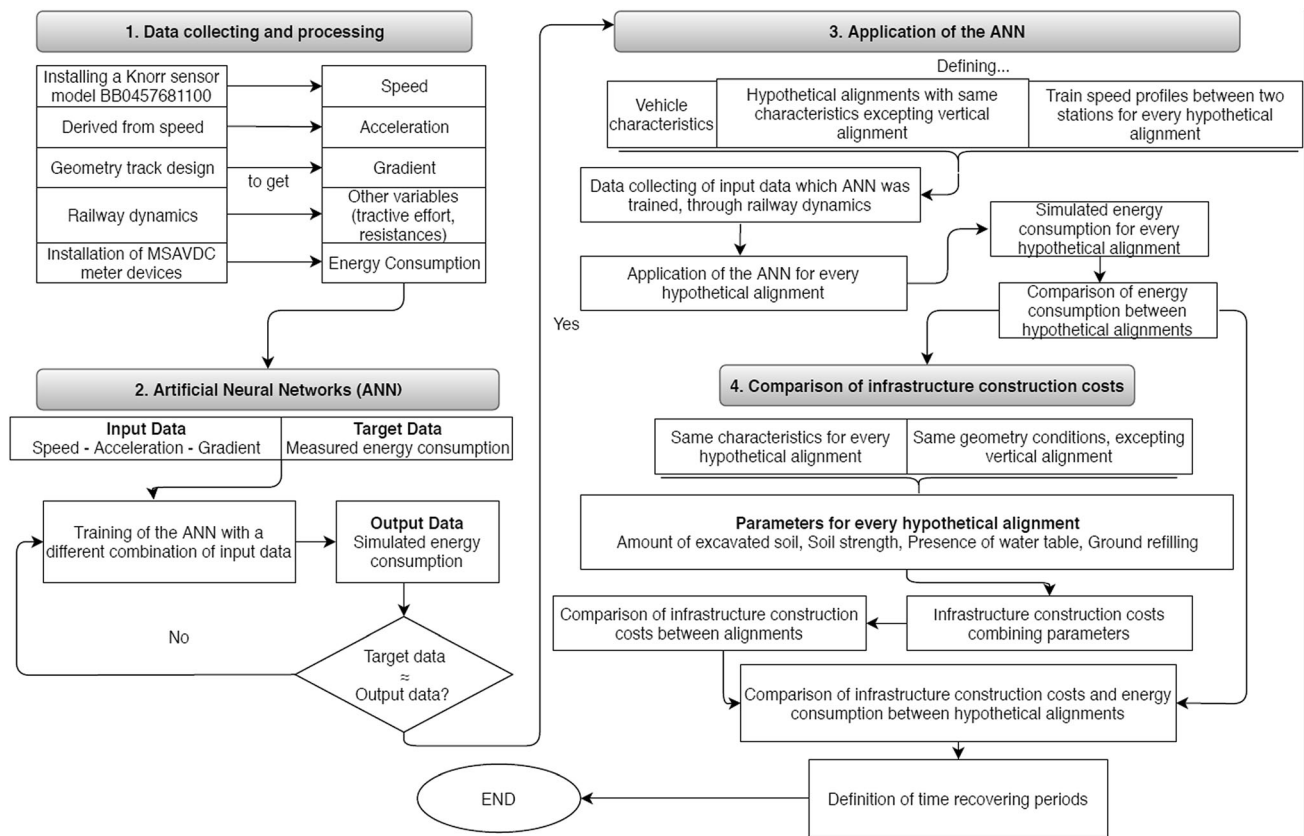 1. Data collecting and processing
Installing a Knorr sensor
model BB0457681100
Speed
Derived from speed
Acceleration
Geometry track design
to get
Gradient
Railway dynamics
Other variables
(tractive effort,
resistances)
Installation of MSAVDC
meter devices
Energy Consumption
2. Artificial Neural Networks (ANN)
Input Data
Speed - Acceleration - Gradient
Target Data
Measured energy consumption
Training of the ANN with a
different combination of input data
Output Data
Simulated energy
consumption
No
Target data
≈
Output data?
Yes
3. Application of the ANN
Defining...
Vehicle
characteristics
Hypothetical alignments with same
characteristics excepting vertical
alignment
Train speed profiles between two
stations for every hypothetical
alignment
Data collecting of input data which ANN was
trained, through railway dynamics
Application of the ANN for every
hypothetical alignment
Simulated energy
consumption for every
hypothetical alignment
Comparison of energy
consumption between
hypothetical alignments
4. Comparison of infrastructure construction costs
Same characteristics for every
hypothetical alignment
Same geometry conditions, excepting
vertical alignment
Parameters for every hypothetical alignment
Amount of excavated soil, Soil strength, Presence of water table, Ground refilling
Comparison of infrastructure construction
costs between alignments
Infrastructure construction costs
combining parameters
Comparison of infrastructure construction costs and energy
consumption between hypothetical alignments
Definition of time recovering periods
END